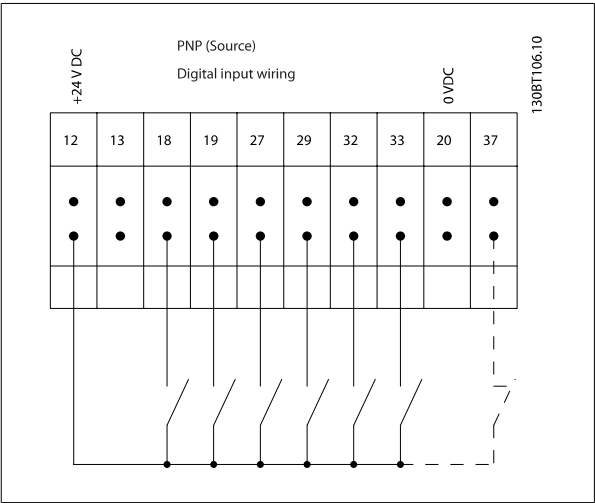 PNP (Source)
Digital input wiring
+24 V DC
0 VDC
130BT106.10
12 13 18 19 27 29 32 33 20 37